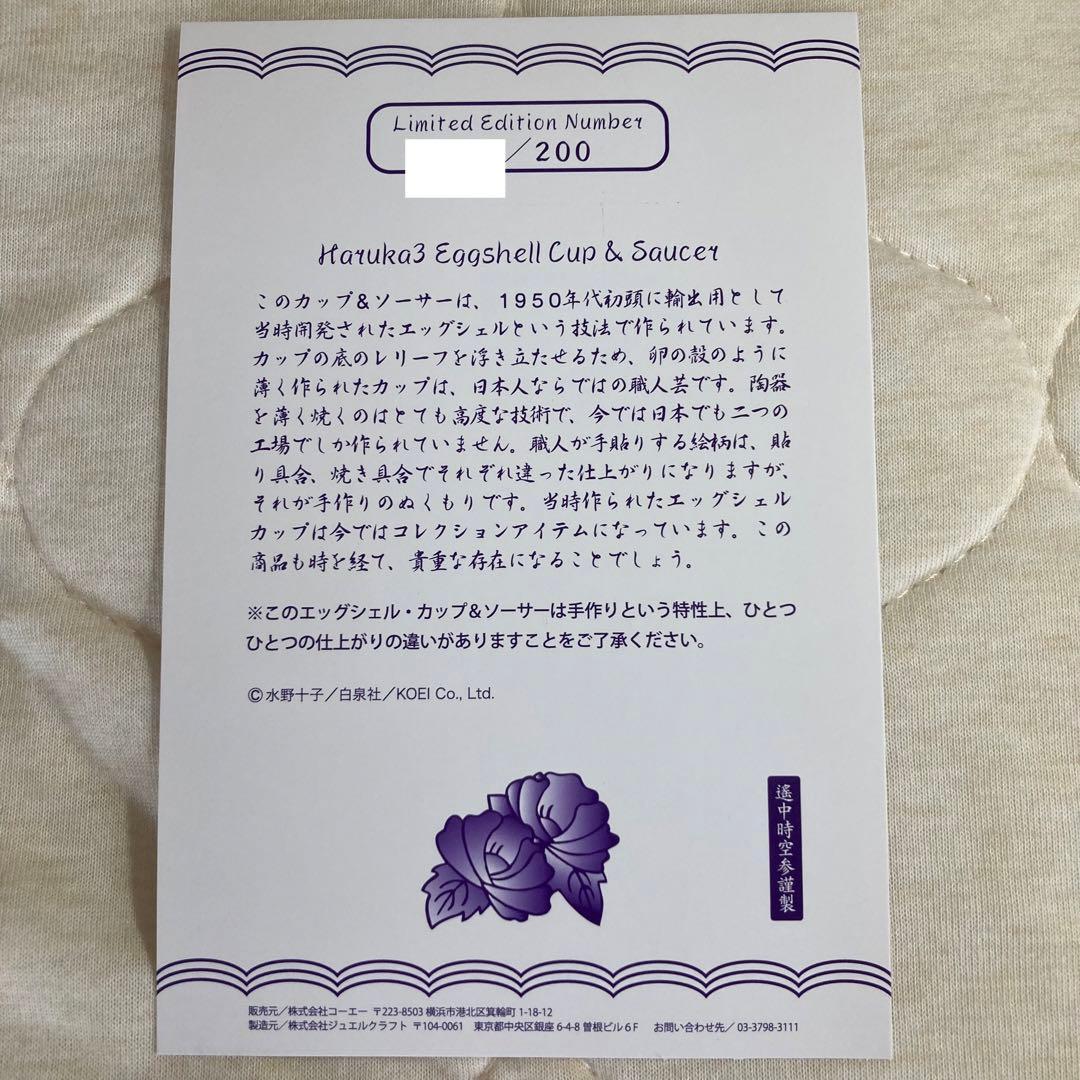 Limited Edition Number
／200
Haruka3 Eggshell Cup & Saucer
このカップ＆ソーサーは、1950年代初頭に輸出用として
当時開発されたエッグシェルという技法で作られています。
カップの底のレリーフを浮き立たせるため、卵の殻のように
薄く作られたカップは、日本人ならではの職人芸です。陶器
を薄く焼くのはとても高度な技術で、今では日本でも二つの
工場でしか作られていません。職人が手貼りする絵柄は、貼
り具合、焼き具合でそれぞれ違った仕上がりになりますが、
それが手作りのぬくもりです。当時作られたエッグシェル
カップは今ではコレクションアイテムになっています。この
商品も時を経て、貴重な存在になることでしょう。
※このエッグシェル・カップ＆ソーサーは手作りという特性上、ひとつ
ひとつの仕上がりの違いがありますことをご了承ください。
©水野十子／白泉社／KOEI Co., Ltd.
遙中時空参謹製
販売元／株式会社コーエー 〒223-8503 横浜市港北区箕輪町 1-18-12
製造元／株式会社ジュエルクラフト 〒104-0061 東京都中央区銀座 6-4-8 曽根ビル６F お問い合わせ先／ 03-3798-3111